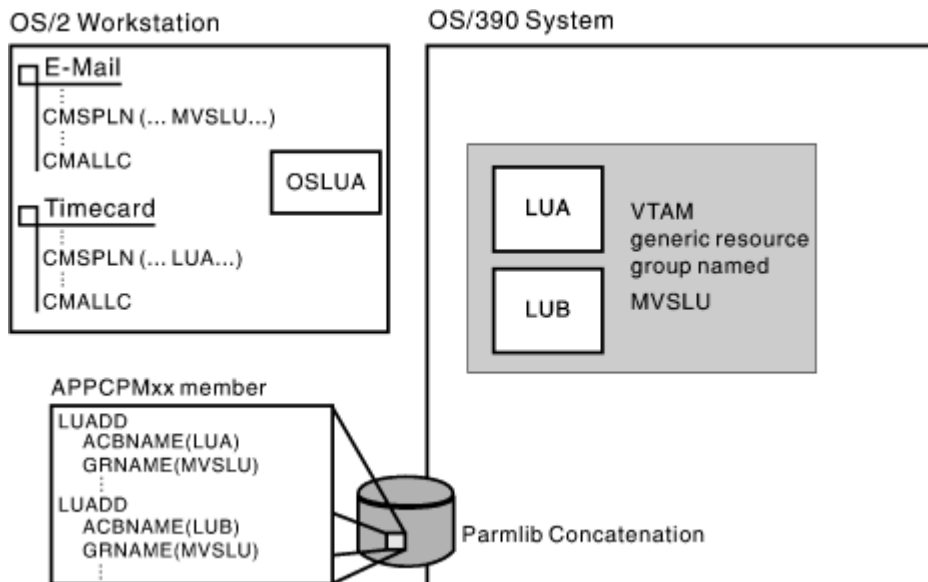 OS/2 Workstation
E-Mail
CMSPLN (... MVSLU...)
CMALLC
OSLUA
Timecard
CMSPLN (... LUA...)
CMALLC
OS/390 System
LUA
LUB
VTAM
generic resource
group named
MVSLU
APPCPMxx member
LUADD
ACBNAME(LUA)
GRNAME(MVSLU)
LUADD
ACBNAME(LUB)
GRNAME(MVSLU)
Parmlib Concatenation